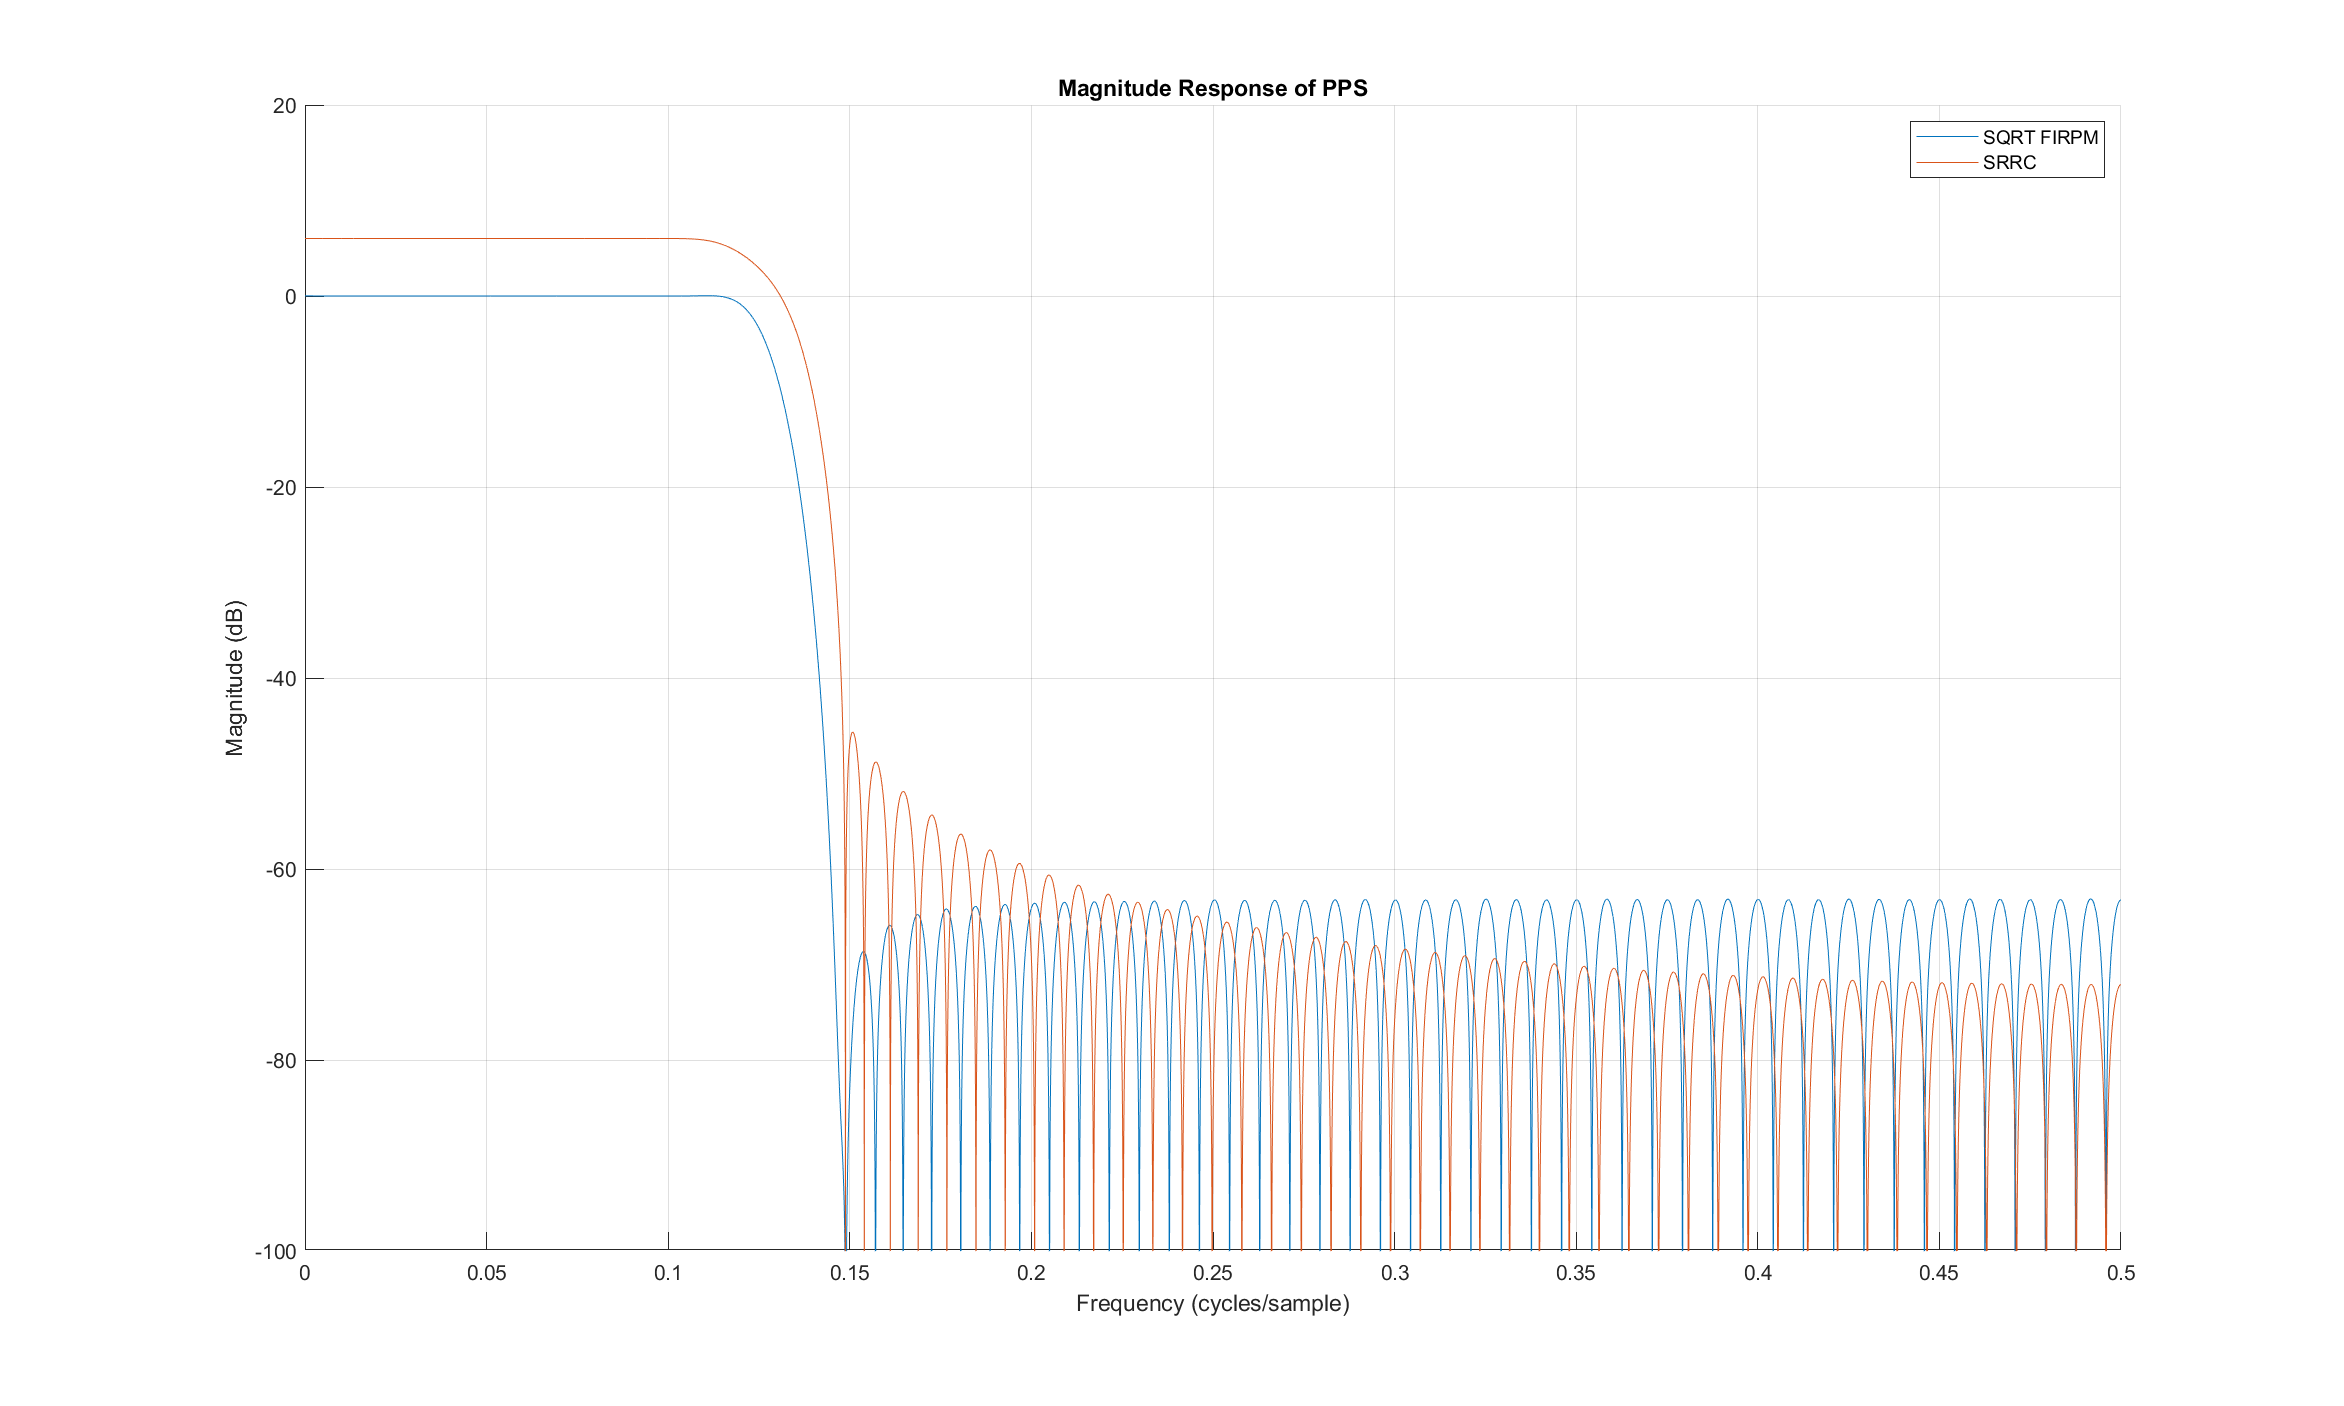 Magnitude Response of PPS
SQRT FIRPM
SRRC
Magnitude (dB)
20
0
-20
-40
-60
-80
-100
0 0.05 0.1 0.15 0.2 0.25 0.3 0.35 0.4 0.45 0.5
Frequency (cycles/sample)